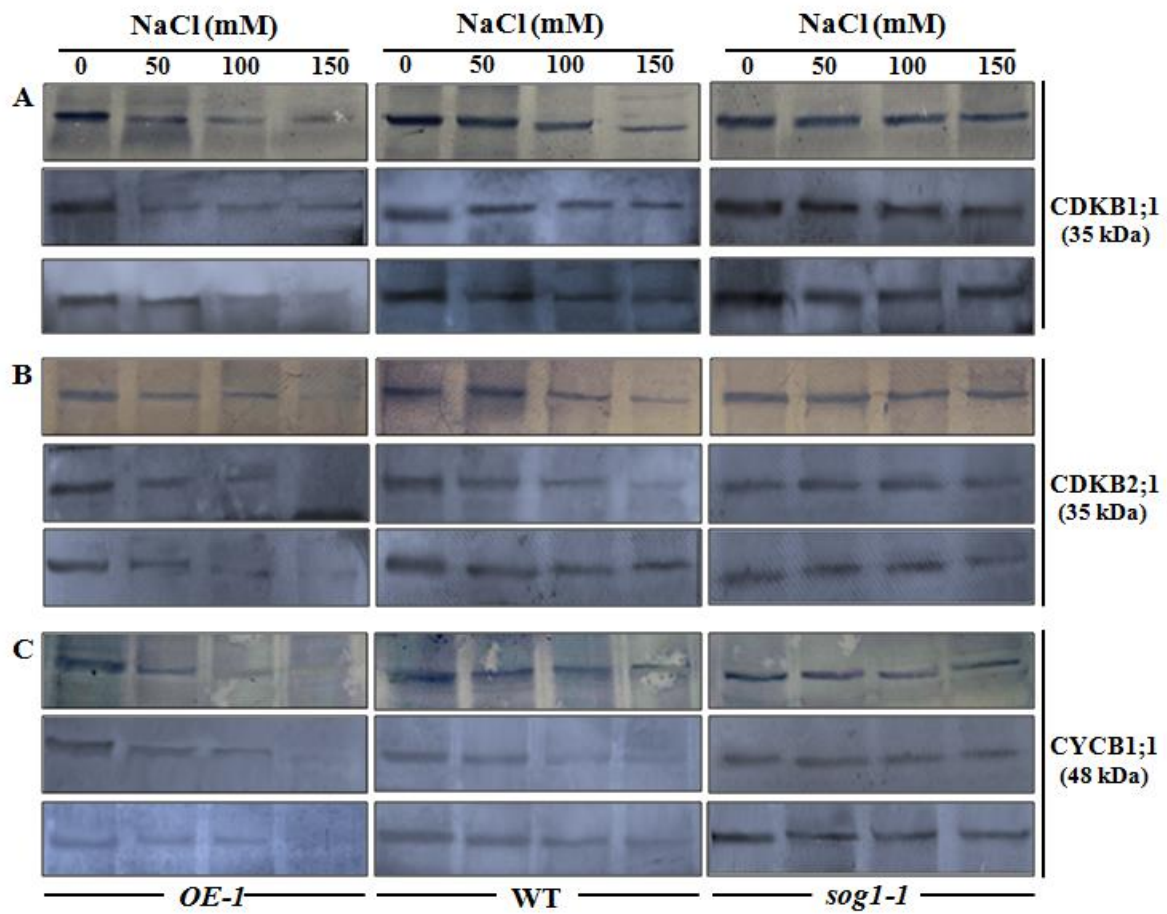 NaCl (mM) NaCl (mM) NaCl (mM)
0 50 100 150 0 50 100 150 0 50 100 150
A
CDKB1;1
(35 kDa)
B
CDKB2;1
(35 kDa)
C
CYCB1;1
(48 kDa)
OE-1 WT sog1-1